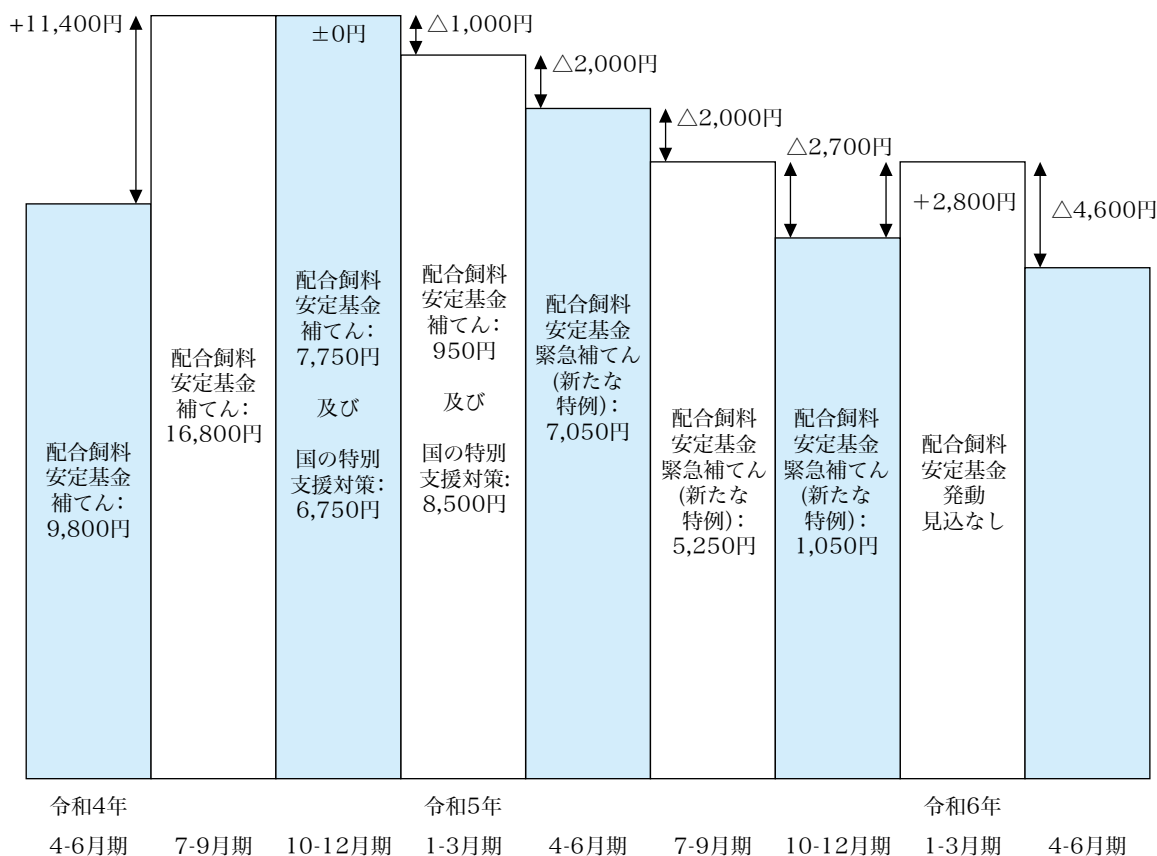 +11,400円
±0円
△1,000円
△2,000円
△2,000円
△2,700円
+2,800円
△4,600円
配合飼料
安定基金
補てん：
9,800円
配合飼料
安定基金
補てん：
16,800円
配合飼料
安定基金
補てん：
7,750円
及び
国の特別
支援対策：
6,750円
配合飼料
安定基金
補てん：
950円
及び
国の特別
支援対策：
8,500円
配合飼料
安定基金
緊急補てん
(新たな
特例)：
7,050円
配合飼料
安定基金
緊急補てん
(新たな
特例)：
5,250円
配合飼料
安定基金
緊急補てん
(新たな
特例)：
1,050円
配合飼料
安定基金
発動
見込なし
令和4年 令和5年 令和6年
4-6月期 7-9月期 10-12月期 1-3月期 4-6月期 7-9月期 10-12月期 1-3月期 4-6月期